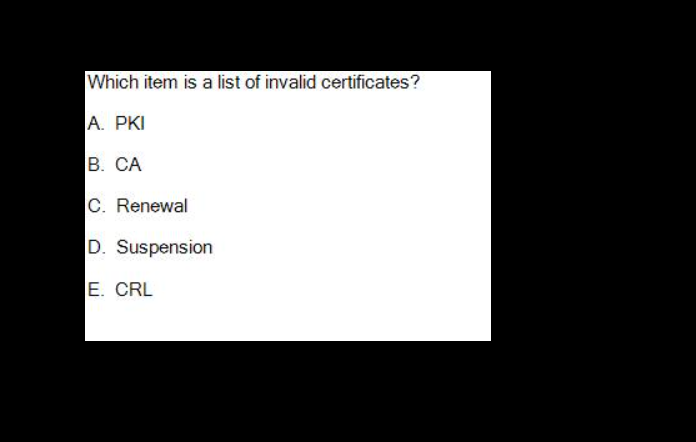 Which item is a list of invalid certificates?
A. PKI
B. CA
C. Renewal
D. Suspension
E. CRL